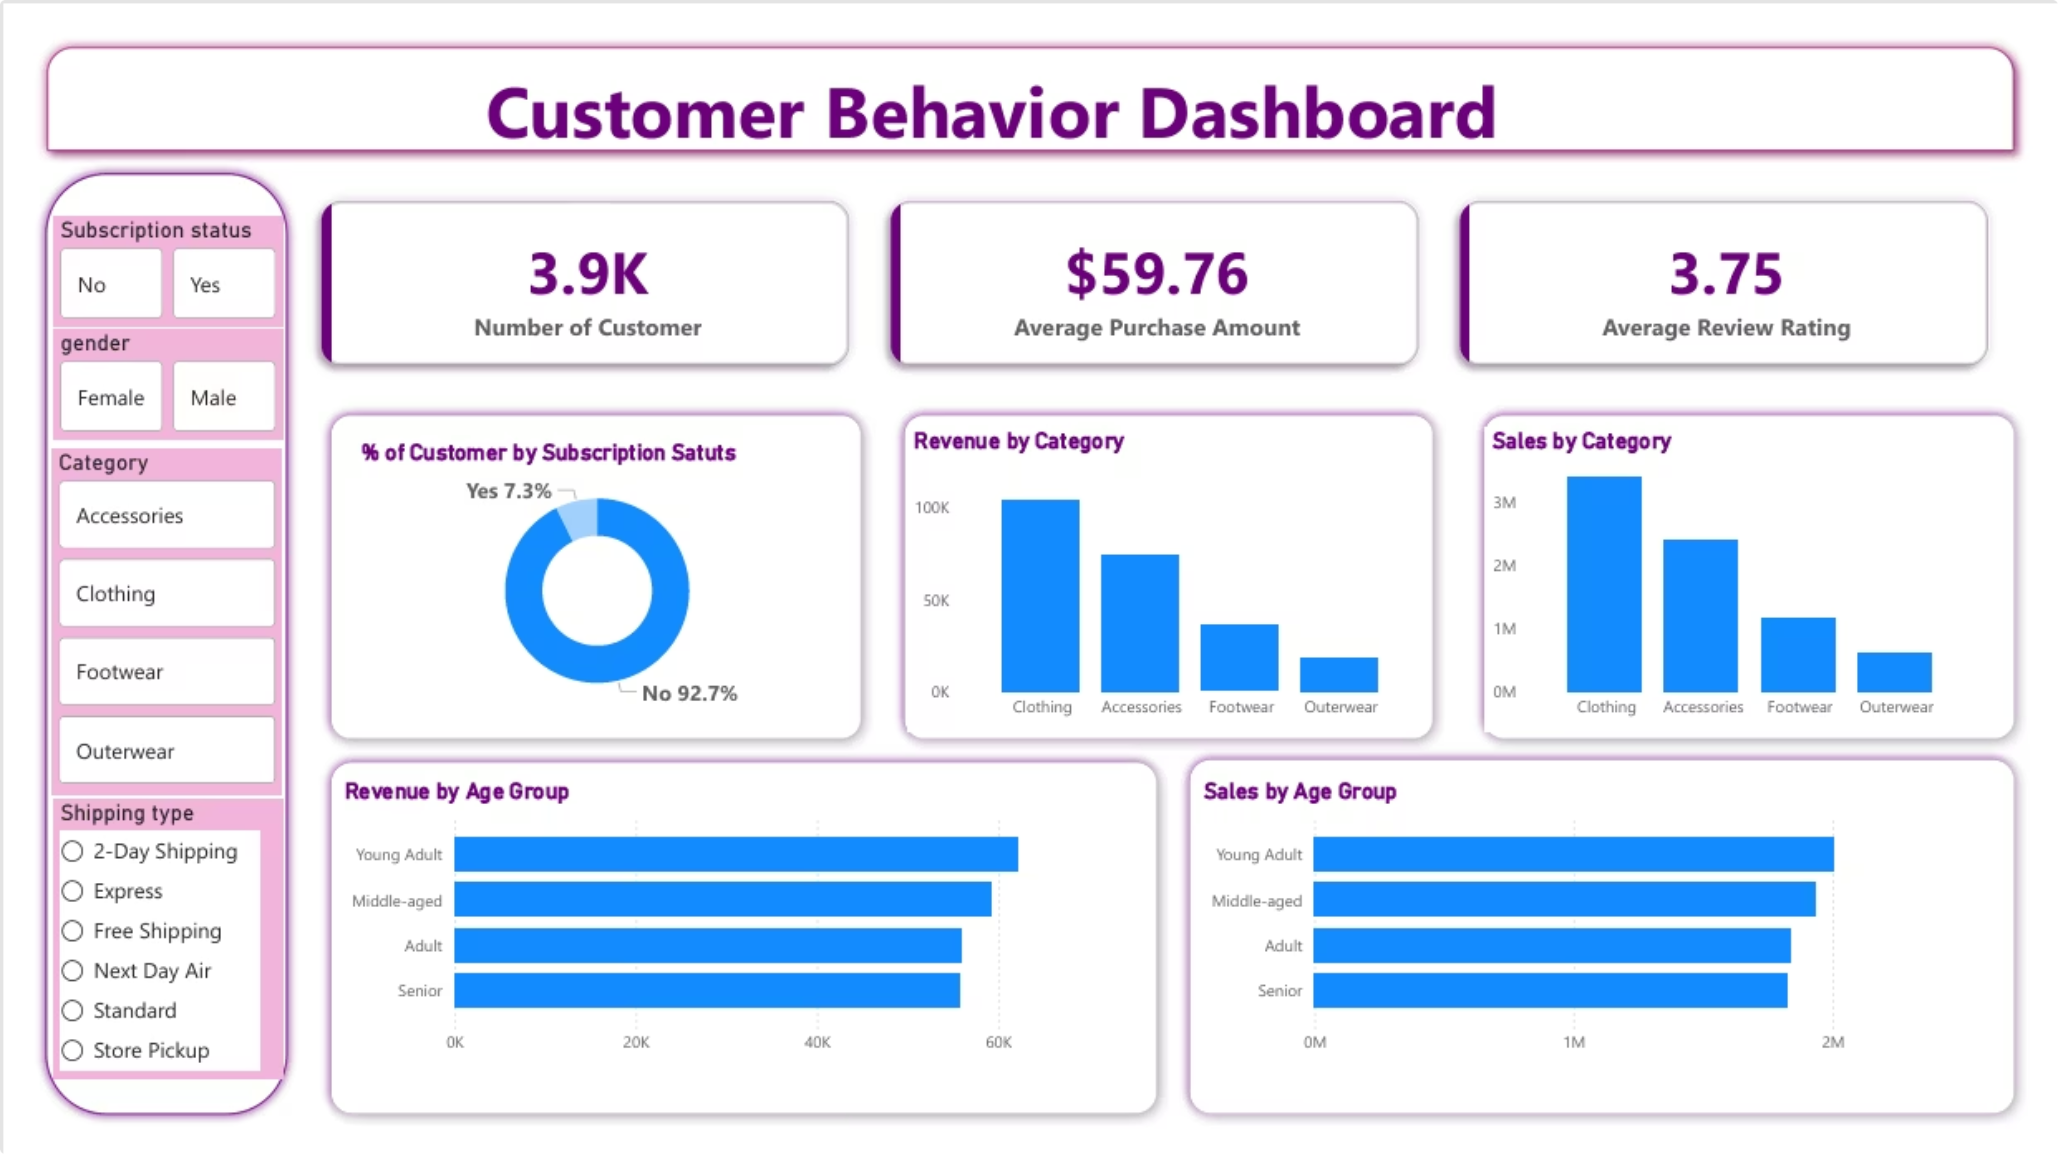 Customer Behavior Dashboard
Subscription status
No Yes
gender
Female Male
Category
Accessories
Clothing
Footwear
Outerwear
Shipping type
2-Day Shipping
Express
Free Shipping
Next Day Air
Standard
Store Pickup
3.9K
Number of Customer
$59.76
Average Purchase Amount
3.75
Average Review Rating
% of Customer by Subscription Satuts
Yes 7.3%
No 92.7%
Revenue by Category
100K
50K
0K
Clothing Accessories Footwear Outerwear
Sales by Category
3M
2M
1M
0M
Clothing Accessories Footwear Outerwear
Revenue by Age Group
Young Adult
Middle-aged
Adult
Senior
0K 20K 40K 60K
Sales by Age Group
Young Adult
Middle-aged
Adult
Senior
0M 1M 2M